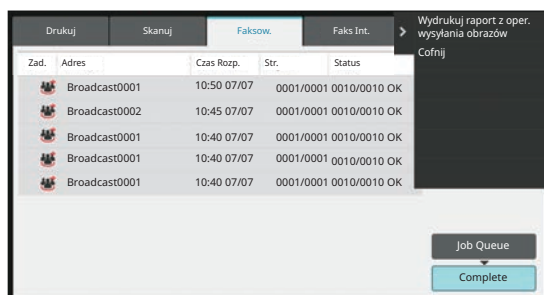 Drukuj Skanuj Faksow. Faks Int.
Wydrukuj raport z oper.
wysyłania obrazów
Cofnij
Zad. Adres Czas Rozp. Str. Status
Broadcast0001 10:50 07/07 0001/0001 0010/0010 OK
Broadcast0002 10:45 07/07 0001/0001 0010/0010 OK
Broadcast0001 10:40 07/07 0001/0001 0010/0010 OK
Broadcast0001 10:40 07/07 0001/0001 0010/0010 OK
Broadcast0001 10:40 07/07 0001/0001 0010/0010 OK
Job Queue
Complete